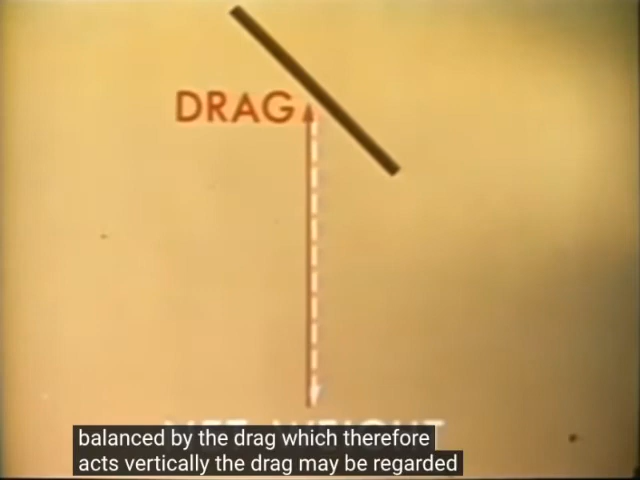 DRAG
balanced by the drag which therefore
acts vertically the drag may be regarded